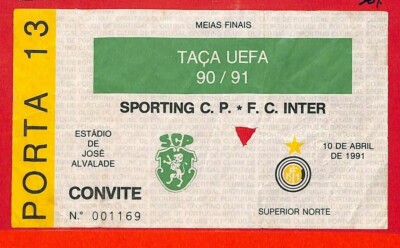 PORTA 13
MEIAS FINAIS
TAÇA UEFA
90 / 91
SPORTING C. P. * F. C. INTER
ESTÁDIO
DE
JOSÉ
ALVALADE
SCP
10 DE ABRIL
DE
1991
CONVITE
N.º 001169
SUPERIOR NORTE